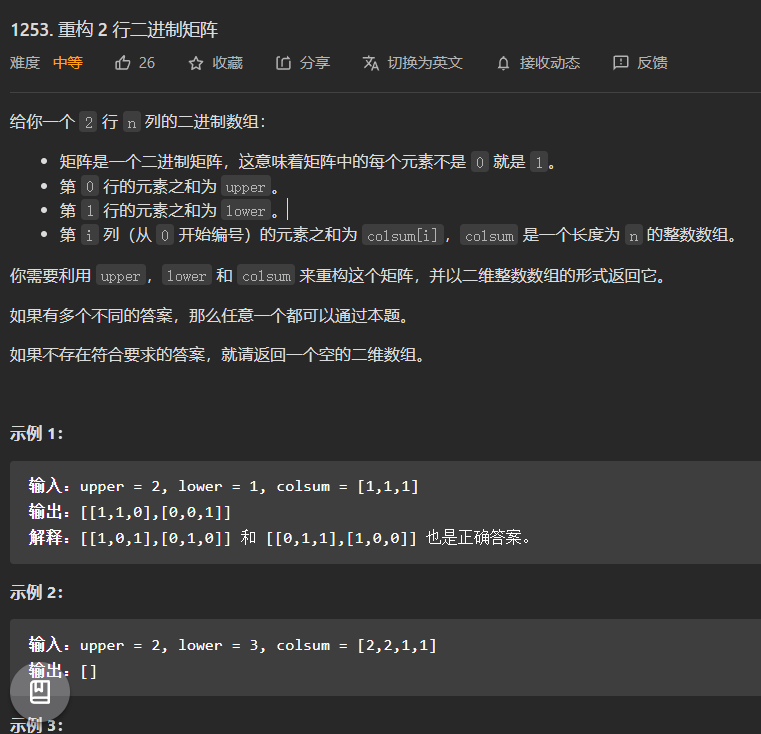 1253. 重构 2 行二进制矩阵
难度 中等 26 收藏 分享 切换为英文 接收动态 反馈
给你一个 2 行 n 列的二进制数组：
• 矩阵是一个二进制矩阵，这意味着矩阵中的每个元素不是 0 就是 1。
• 第 0 行的元素之和为 upper。
• 第 1 行的元素之和为 lower。
• 第 i 列（从 0 开始编号）的元素之和为 colsum[i]，colsum 是一个长度为 n 的整数数组。
你需要利用 upper，lower 和 colsum 来重构这个矩阵，并以二维整数数组的形式返回它。
如果有多个不同的答案，那么任意一个都可以通过本题。
如果不存在符合要求的答案，就请返回一个空的二维数组。
示例 1：
输入：upper = 2, lower = 1, colsum = [1,1,1]
输出：[[1,1,0],[0,0,1]]
解释：[[1,0,1],[0,1,0]] 和 [[0,1,1],[1,0,0]] 也是正确答案。
示例 2：
输入：upper = 2, lower = 3, colsum = [2,2,1,1]
输出：[]
示例 3：